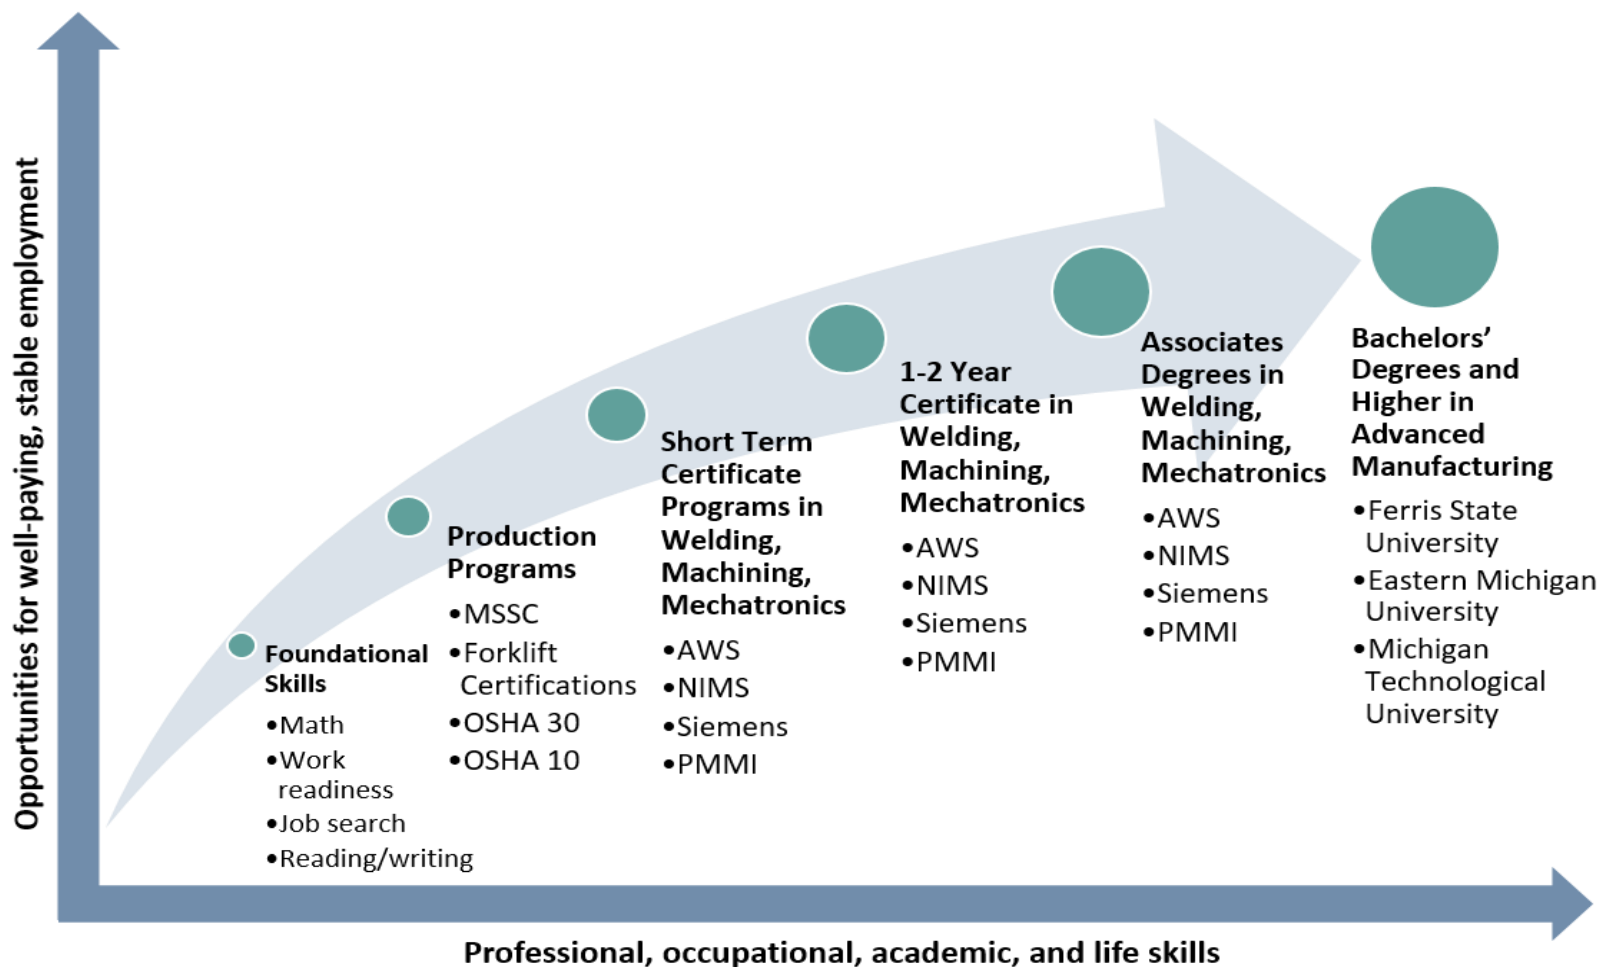 Opportunities for well-paying, stable employment
Foundational
Skills
•Math
•Work
readiness
•Job search
•Reading/writing
Production
Programs
•MSSC
•Forklift
Certifications
•OSHA 30
•OSHA 10
Short Term
Certificate
Programs in
Welding,
Machining,
Mechatronics
•AWS
•NIMS
•Siemens
•PMMI
1-2 Year
Certificate in
Welding,
Machining,
Mechatronics
•AWS
•NIMS
•Siemens
•PMMI
Associates
Degrees in
Welding,
Machining,
Mechatronics
•AWS
•NIMS
•Siemens
•PMMI
Bachelors’
Degrees and
Higher in
Advanced
Manufacturing
•Ferris State
University
•Eastern Michigan
University
•Michigan
Technological
University
Professional, occupational, academic, and life skills